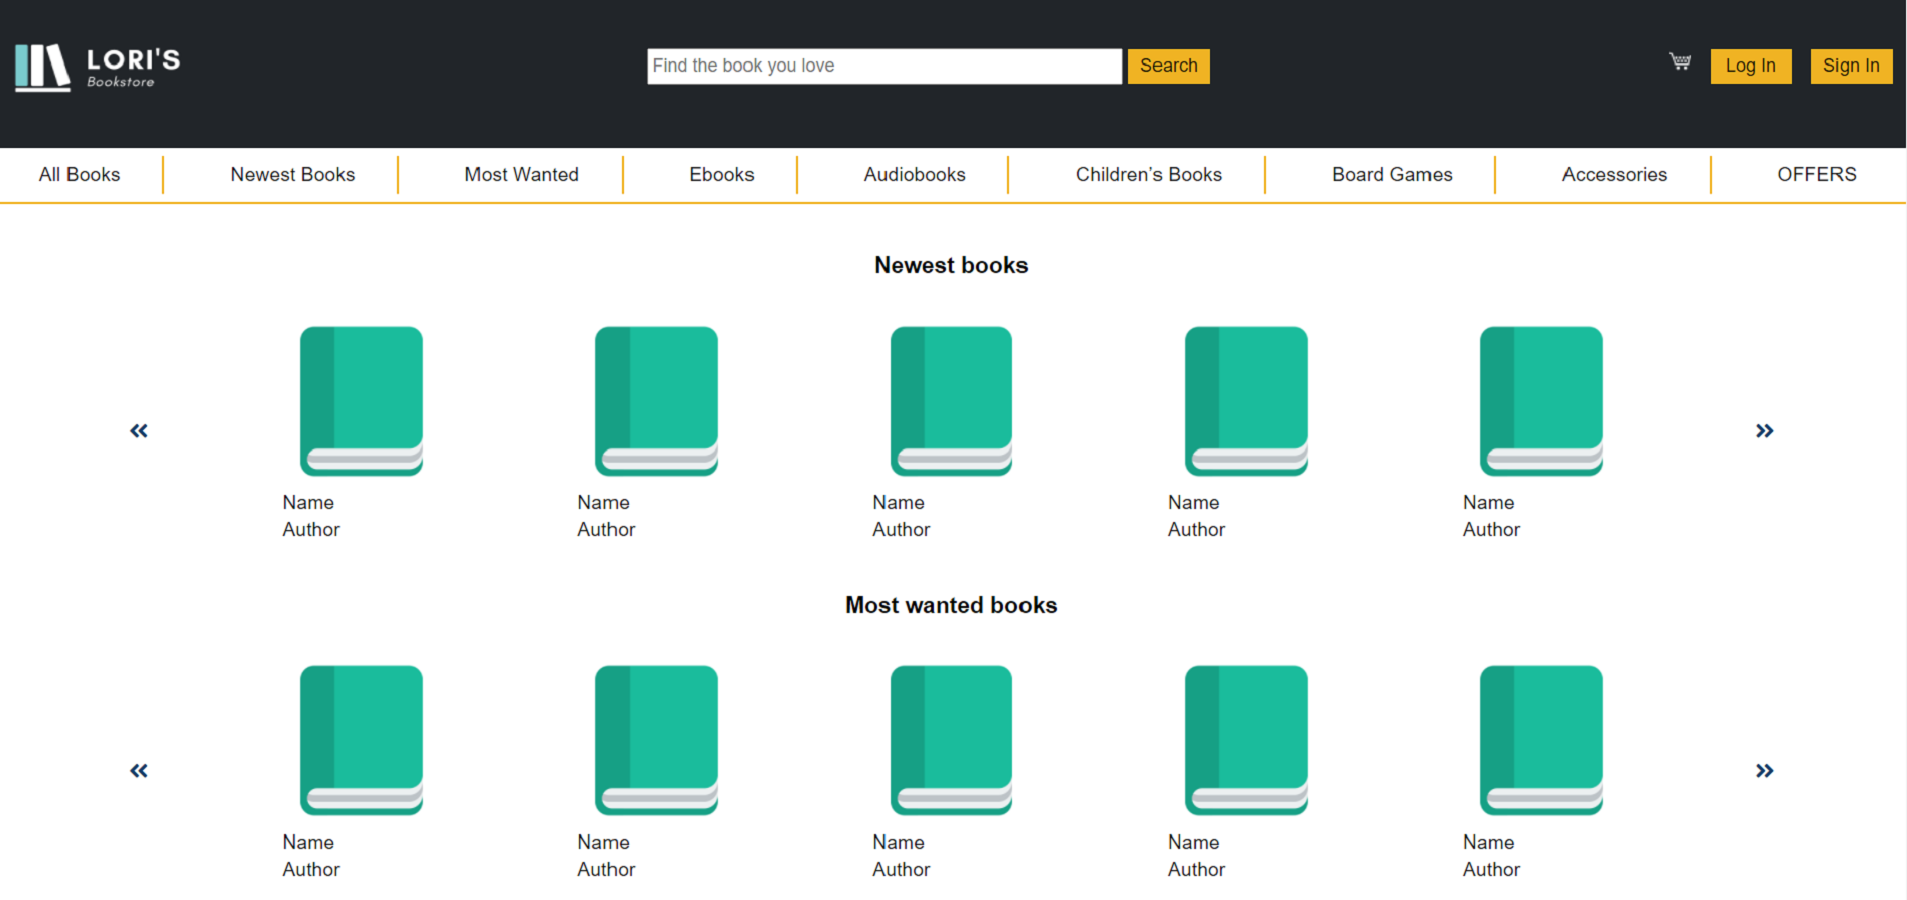 LORI'S
Bookstore
Find the book you love
Search
Log In
Sign In
All Books
Newest Books
Most Wanted
Ebooks
Audiobooks
Children’s Books
Board Games
Accessories
OFFERS
Newest books
«
»
Name
Author
Name
Author
Name
Author
Name
Author
Name
Author
Most wanted books
«
»
Name
Author
Name
Author
Name
Author
Name
Author
Name
Author